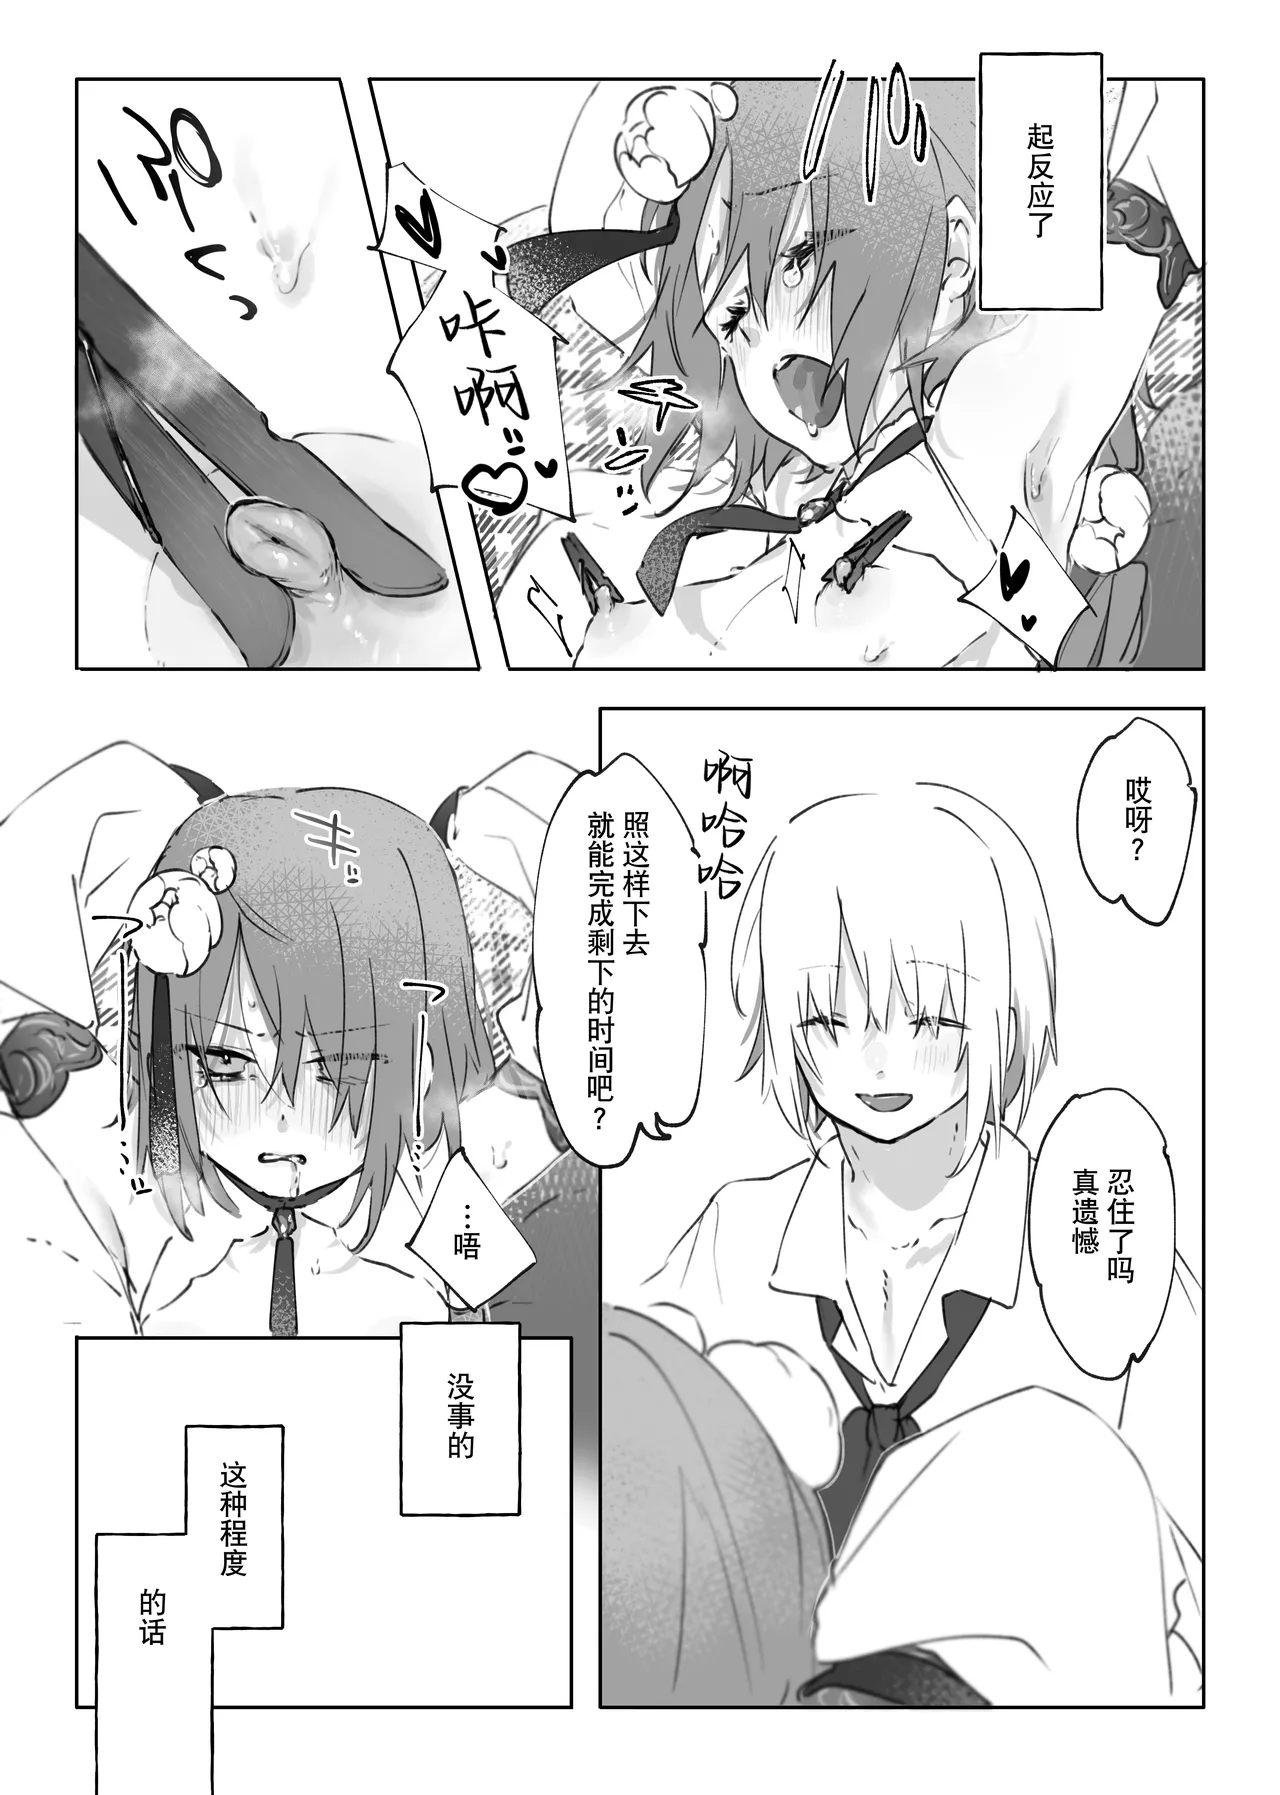 起反应了
咔啊
哎呀？
忍住了吗
真遗憾
啊哈哈
照这样下去
就能完成剩下的时间吧？
…唔
没事的
这种程度
的话